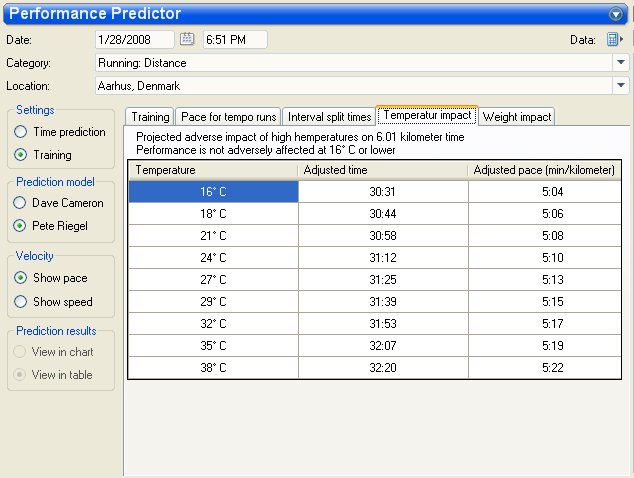 Performance Predictor
Date: 1/28/2008 6:51 PM Data:
Category: Running: Distance
Location: Aarhus, Denmark
Settings
Time prediction
Training
Prediction model
Dave Cameron
Pete Riegel
Velocity
Show pace
Show speed
Prediction results
View in chart
View in table
Training Pace for tempo runs Interval split times Temperatur impact Weight impact
Projected adverse impact of high hemperatures on 6.01 kilometer time
Performance is not adversely affected at 16° C or lower
Temperature Adjusted time Adjusted pace (min/kilometer)
16° C 30:31 5:04
18° C 30:44 5:06
21° C 30:58 5:08
24° C 31:12 5:10
27° C 31:25 5:13
29° C 31:39 5:15
32° C 31:53 5:17
35° C 32:07 5:19
38° C 32:20 5:22